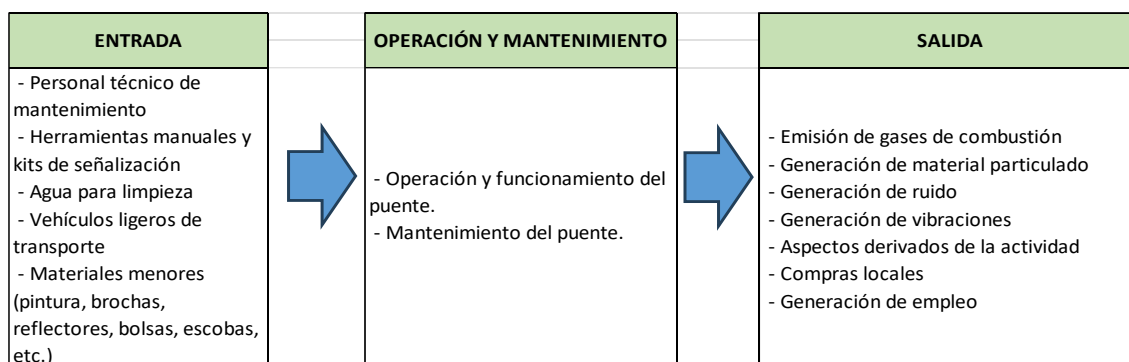 ENTRADA
- Personal técnico de
mantenimiento
- Herramientas manuales y
kits de señalización
- Agua para limpieza
- Vehículos ligeros de
transporte
- Materiales menores
(pintura, brochas,
reflectores, bolsas, escobas,
etc.)
OPERACIÓN Y MANTENIMIENTO
- Operación y funcionamiento del
puente.
- Mantenimiento del puente.
SALIDA
- Emisión de gases de combustión
- Generación de material particulado
- Generación de ruido
- Generación de vibraciones
- Aspectos derivados de la actividad
- Compras locales
- Generación de empleo